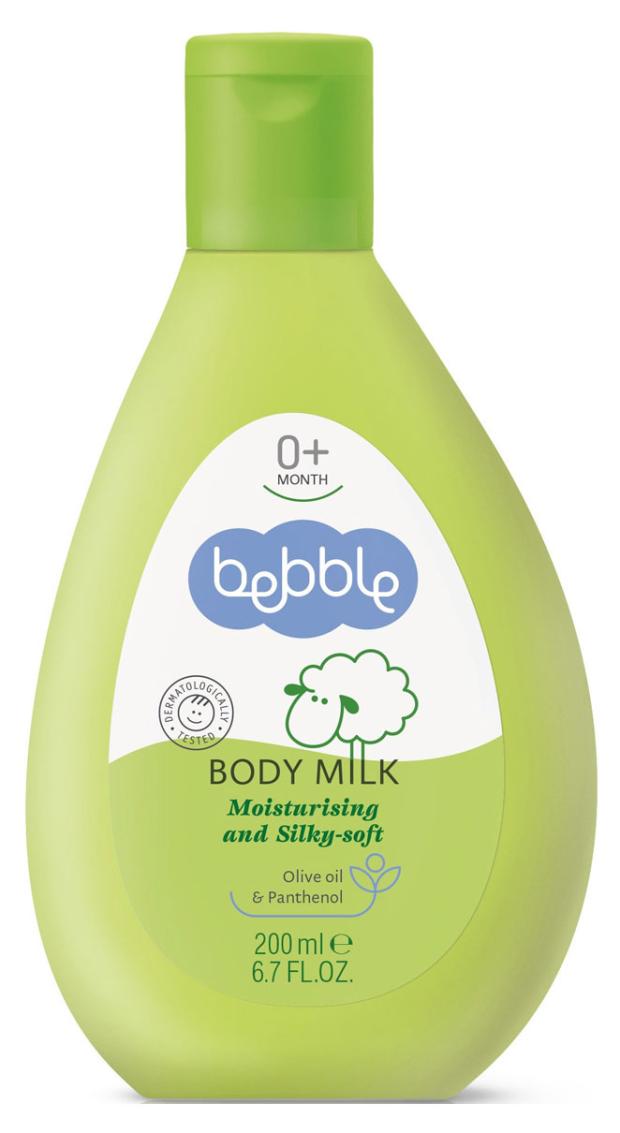 0+
MONTH
bebble
DERMATOLOGICALLY
TESTED
BODY MILK
Moisturising
and Silky-soft
Olive oil
& Panthenol
200 ml ℮
6.7 FL.OZ.